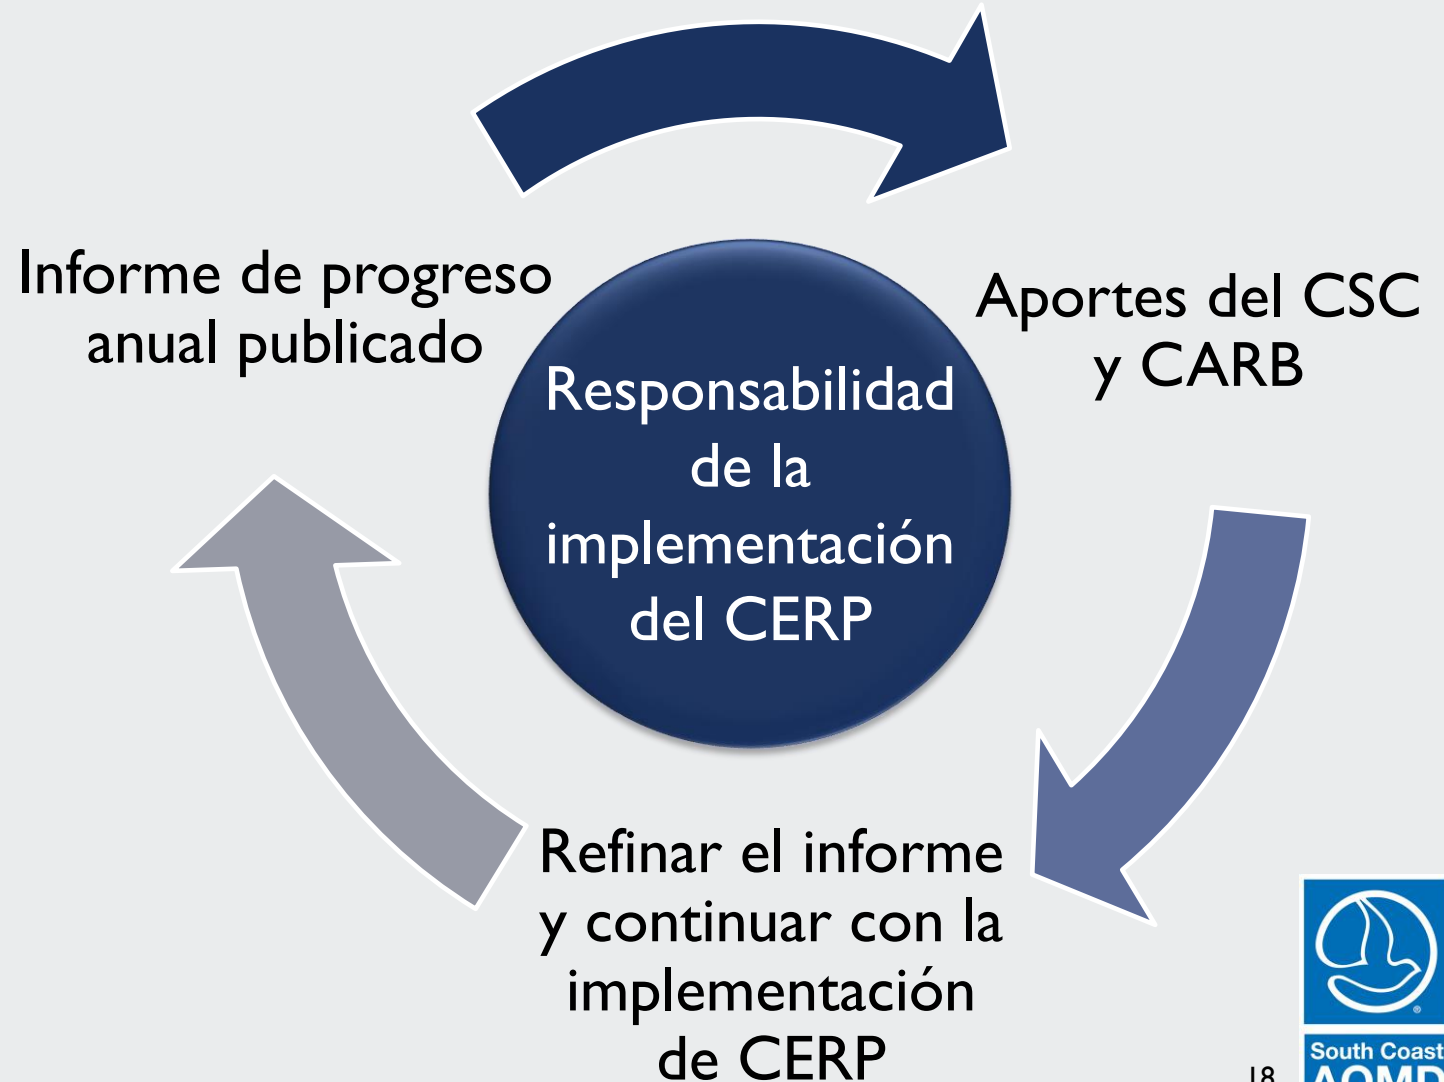 Informe de progreso
anual publicado
Aportes del CSC
y CARB
Responsabilidad
de la
implementación
del CERP
Refinar el informe
y continuar con la
implementación
de CERP
18
South Coast
AQMD